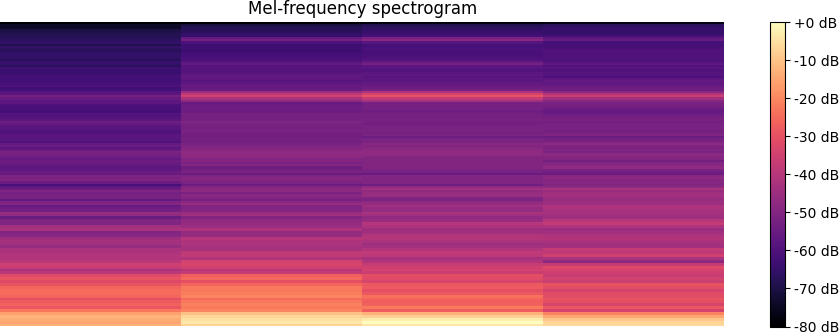 Mel-frequency spectrogram
+0 dB
-10 dB
-20 dB
-30 dB
-40 dB
-50 dB
-60 dB
-70 dB
-80 dB